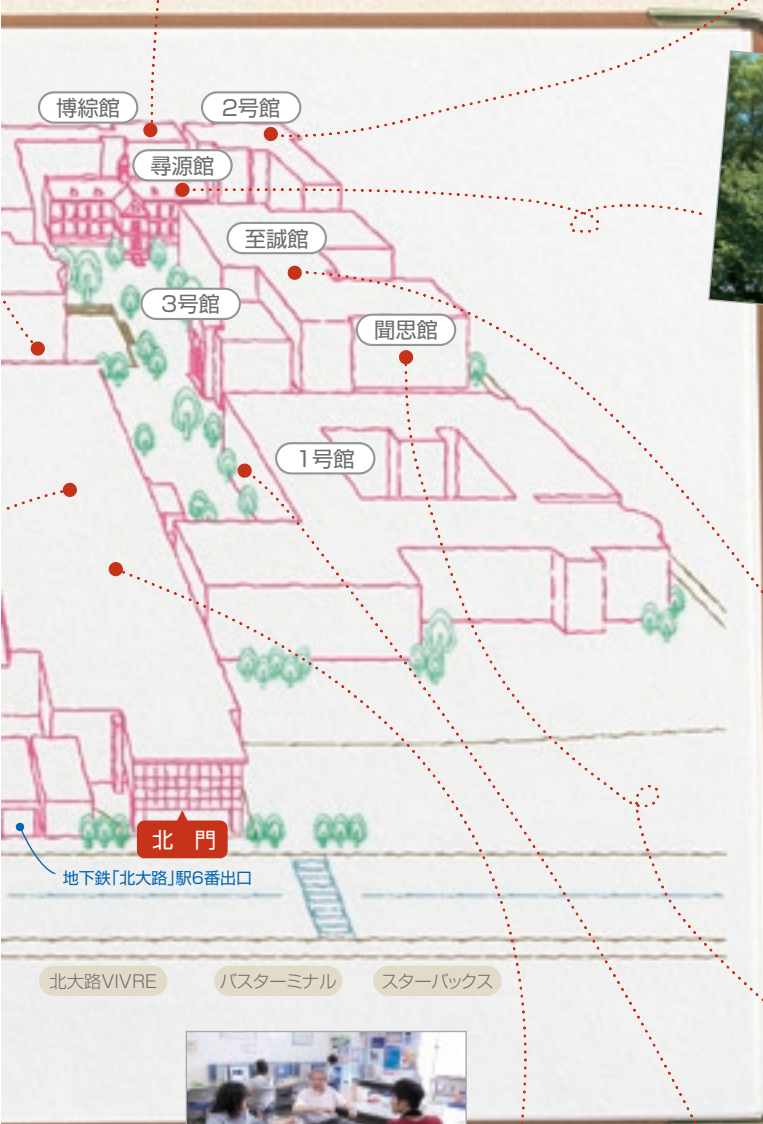 博綜館
2号館
尋源館
至誠館
3号館
聞思館
1号館
北 門
地下鉄「北大路」駅6番出口
北大路VIVRE
バスターミナル
スターバックス